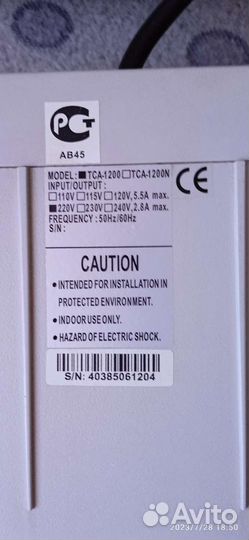 РСТ
АВ45
MODEL: ■TCA-1200 □TCA-1200N
INPUT/OUTPUT :
□110V □115V □120V, 5.5A max.
■220V □230V □240V, 2.8A max.
FREQUENCY : 50Hz/60Hz
S/N :
CE
CAUTION
• INTENDED FOR INSTALLATION IN
PROTECTED ENVIRONMENT.
• INDOOR USE ONLY.
• HAZARD OF ELECTRIC SHOCK.
S/N: 40385061204
2023/7/28 18:50
Avito